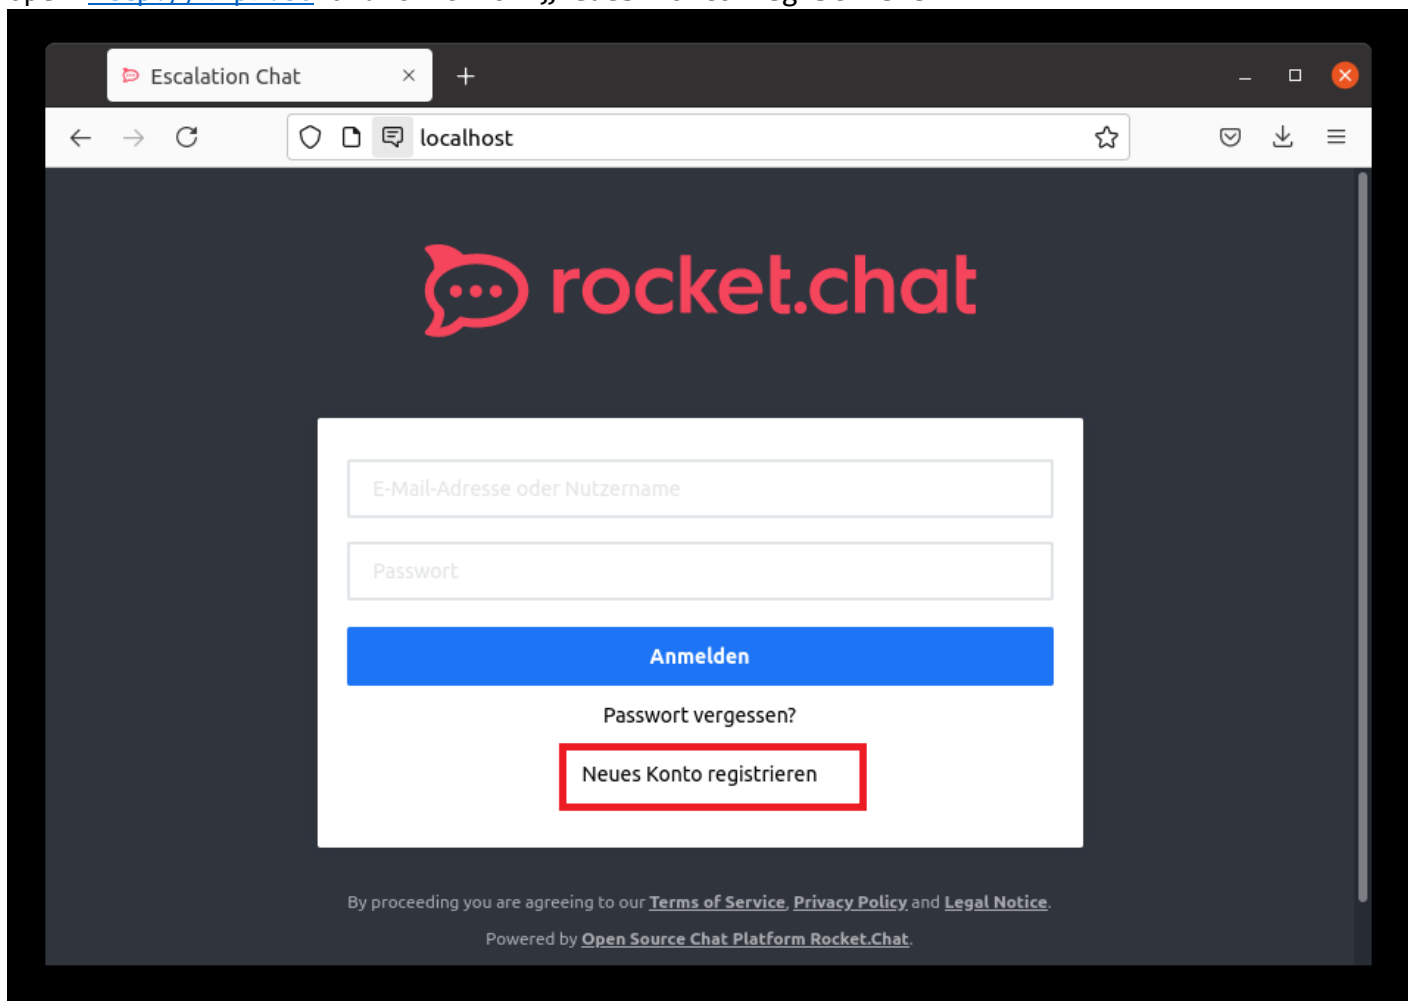 Escalation Chat
localhost
rocket.chat
E-Mail-Adresse oder Nutzername
Passwort
Anmelden
Passwort vergessen?
Neues Konto registrieren
By proceeding you are agreeing to our Terms of Service, Privacy Policy and Legal Notice.
Powered by Open Source Chat Platform Rocket.Chat.